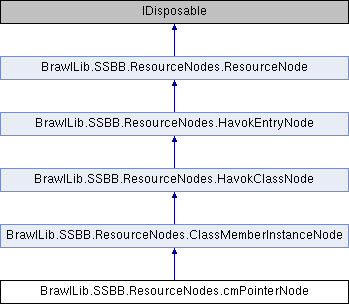 IDisposable
BrawlLib.SSBB.ResourceNodes.ResourceNode
BrawlLib.SSBB.ResourceNodes.HavokEntryNode
BrawlLib.SSBB.ResourceNodes.HavokClassNode
BrawlLib.SSBB.ResourceNodes.ClassMemberInstanceNode
BrawlLib.SSBB.ResourceNodes.cmPointerNode